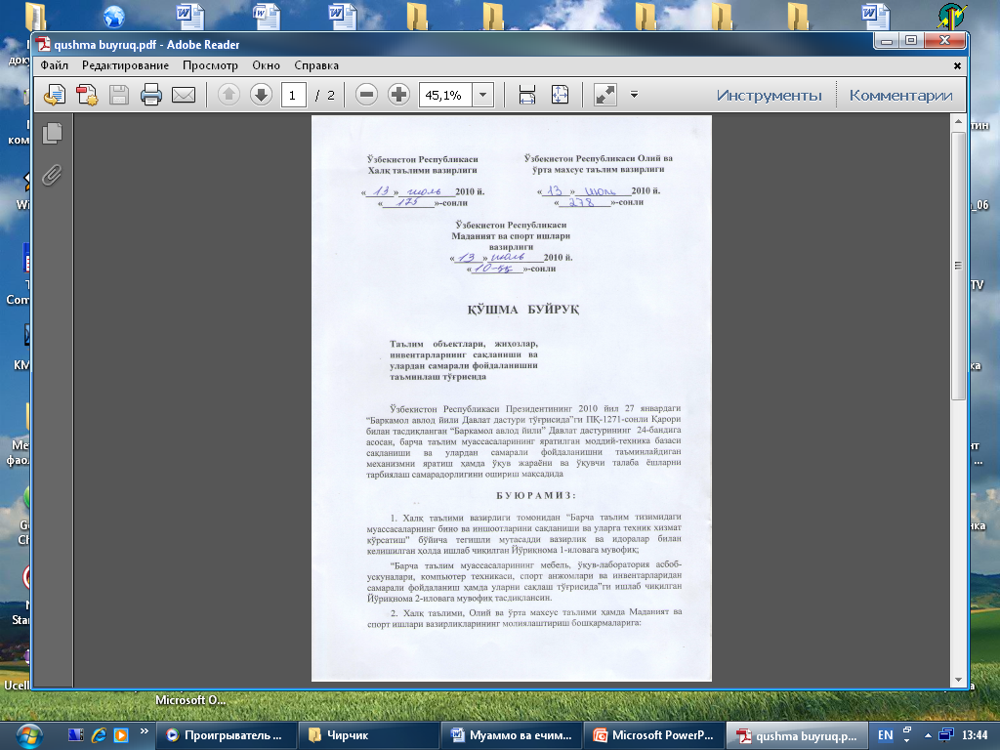 qushma buyruq.pdf - Adobe Reader
Файл Редактирование Просмотр Окно Справка
1 / 2 45,1% Инструменты Комментарии
Ўзбекистон Республикаси
Халқ таълими вазирлиги
«13» июль 2010 й.
«175»-сонли
Ўзбекистон Республикаси Олий ва
ўрта махсус таълим вазирлиги
«13» июль 2010 й.
«278»-сонли
Ўзбекистон Республикаси
Маданият ва спорт ишлари
вазирлиги
«13» июль 2010 й.
-сонли
ҚЎШМА БУЙРУҚ
Таълим объектлари, жихозлар,
инвентарларнинг сақланиши ва
улардан самарали фойдаланишни
таъминлаш тўғрисида
Ўзбекистон Республикаси Президентининг 2010 йил 27 январдаги
“Баркамол авлод йили Давлат дастури тўғрисида”ги ПҚ-1271-сонли Қарори
билан тасдиқланган “Баркамол авлод йили” Давлат дастурининг 24-бандига
асосан, барча таълим муассасаларининг яратилган моддий-техника базаси
сақланиши ва улардан самарали фойдаланишни таъминлайдиган
механизмни яратиш ҳамда ўқув жараёни ва ўқувчи талаба ёшларни
тарбиялаш самарадорлигини ошириш мақсадида
БУЮРАМИЗ:
1. Халқ таълими вазирлиги томонидан “Барча таълим тизимидаги
муассасаларнинг бино ва иншоотларини сақланиши ва уларга техник хизмат
кўрсатиш” бўйича тегишли мутасадди вазирлик ва идоралар билан
келишилган ҳолда ишлаб чиқилган Йўриқнома 1-иловага мувофиқ;
“Барча таълим муассасаларининг мебель, ўқув-лаборатория асбоб-
ускуналари, компьютер техникаси, спорт анжомлари ва инвентарларидан
самарали фойдаланиш ҳамда уларни сақлаш тўғрисида”ги ишлаб чиқилган
Йўриқнома 2-иловага мувофиқ тасдиқлансин.
2. Халқ таълими, Олий ва ўрта махсус таълими ҳамда Маданият ва
спорт ишлари вазирликларининг молиялаштириш бошқармаларига:
Microsoft O...
Проигрыватель ... Чирчик Муаммо ва ечим... Microsoft PowerP... qushma buyruq.p... EN 13:44